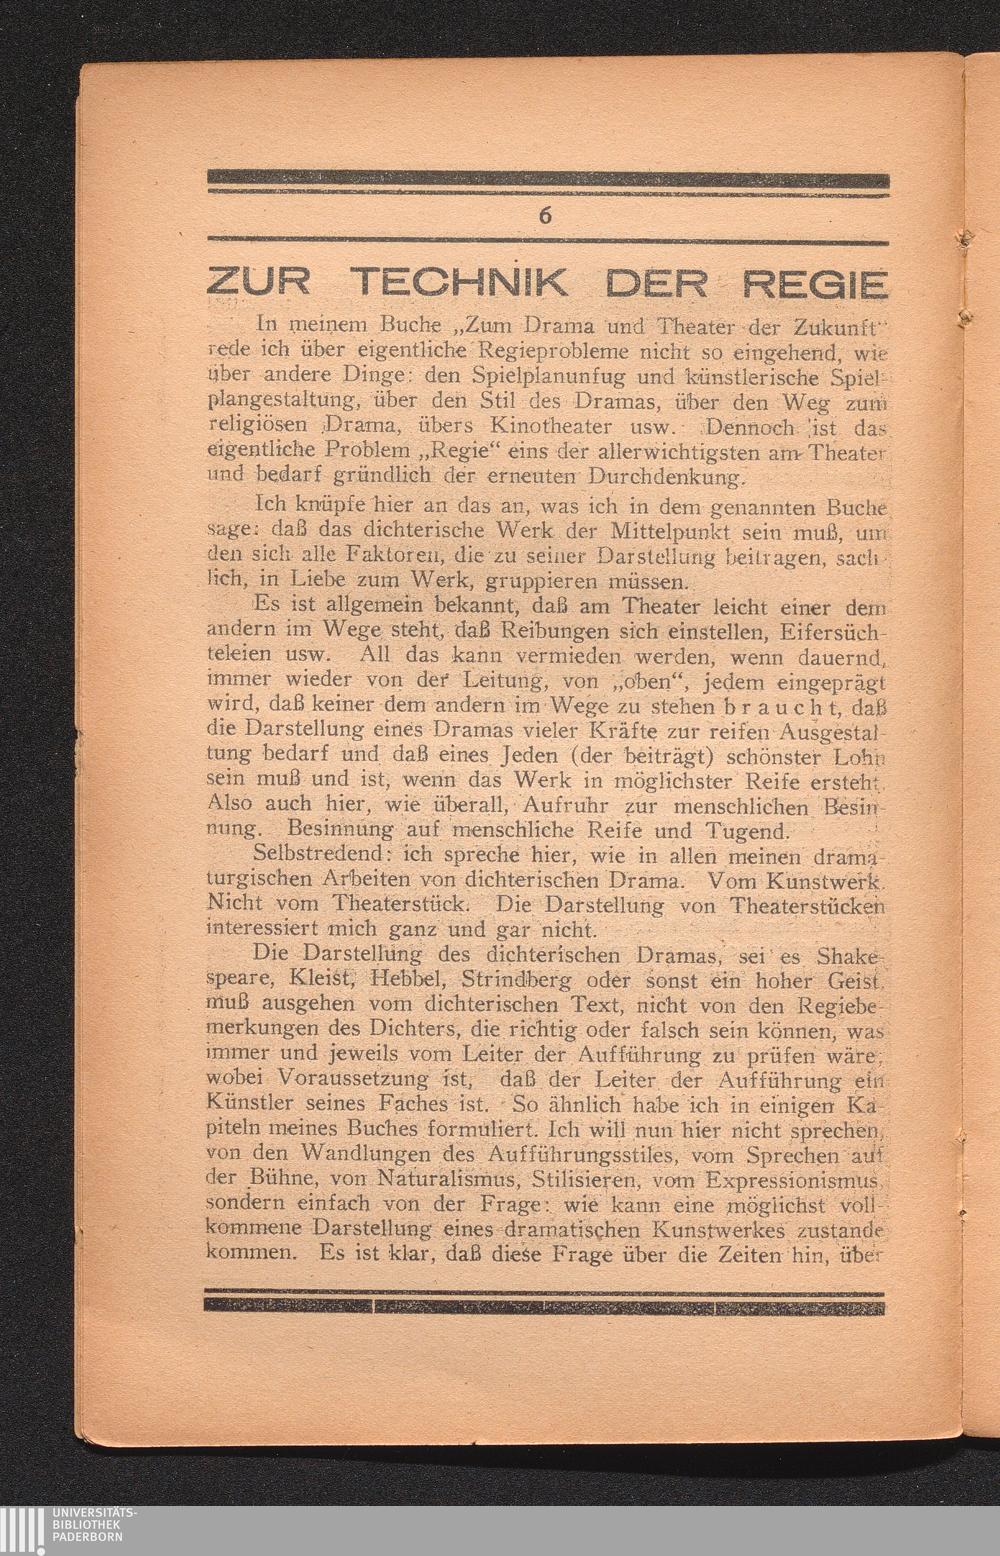 6
ZUR TECHNIK DER REGIE
In meinem Buche „Zum Drama und Theater der Zukunft“
rede ich über eigentliche Regieprobleme nicht so eingehend, wie
über andere Dinge: den Spielplanunfug und künstlerische Spiel-
plangestaltung, über den Stil des Dramas, über den Weg zum
religiösen Drama, übers Kinotheater usw. Dennoch ist das
eigentliche Problem „Regie“ eins der allerwichtigsten am Theater
und bedarf gründlich der erneuten Durchdenkung.
Ich knüpfe hier an das an, was ich in dem genannten Buche
sage: daß das dichterische Werk der Mittelpunkt sein muß, um
den sich alle Faktoren, die zu seiner Darstellung beitragen, sach-
lich, in Liebe zum Werk, gruppieren müssen.
Es ist allgemein bekannt, daß am Theater leicht einer dem
andern im Wege steht, daß Reibungen sich einstellen, Eifersüch-
teleien usw. All das kann vermieden werden, wenn dauernd,
immer wieder von der Leitung, von „oben“, jedem eingeprägt
wird, daß keiner dem andern im Wege zu stehen b r a u c h t, daß
die Darstellung eines Dramas vieler Kräfte zur reifen Ausgestal-
tung bedarf und daß eines Jeden (der beiträgt) schönster Lohn
sein muß und ist, wenn das Werk in möglichster Reife ersteht.
Also auch hier, wie überall, Aufruhr zur menschlichen Besin-
nung. Besinnung auf menschliche Reife und Tugend.
Selbstredend: ich spreche hier, wie in allen meinen drama-
turgischen Arbeiten von dichterischen Drama. Vom Kunstwerk.
Nicht vom Theaterstück. Die Darstellung von Theaterstücken
interessiert mich ganz und gar nicht.
Die Darstellung des dichterischen Dramas, sei es Shake-
speare, Kleist, Hebbel, Strindberg oder sonst ein hoher Geist,
muß ausgehen vom dichterischen Text, nicht von den Regiebe-
merkungen des Dichters, die richtig oder falsch sein können, was
immer und jeweils vom Leiter der Aufführung zu prüfen wäre;
wobei Voraussetzung ist, daß der Leiter der Aufführung ein
Künstler seines Faches ist. So ähnlich habe ich in einigen Ka-
piteln meines Buches formuliert. Ich will nun hier nicht sprechen,
von den Wandlungen des Aufführungsstiles, vom Sprechen auf
der Bühne, von Naturalismus, Stilisieren, vom Expressionismus,
sondern einfach von der Frage: wie kann eine möglichst voll-
kommene Darstellung eines dramatischen Kunstwerkes zustande
kommen. Es ist klar, daß diese Frage über die Zeiten hin, über
UNIVERSITÄTS-
BIBLIOTHEK
PADERBORN